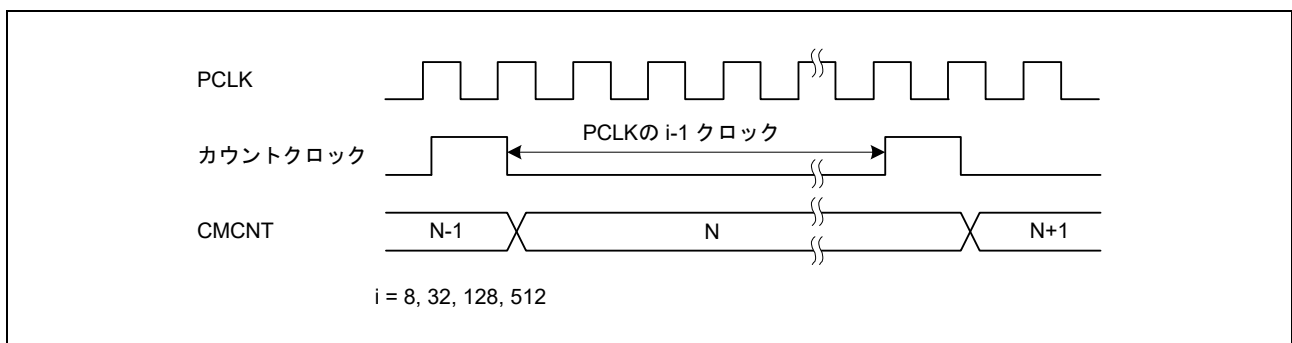 PCLK
PCLKの i-1 クロック
カウントクロック
CMCNT
N-1
N
N+1
i = 8, 32, 128, 512